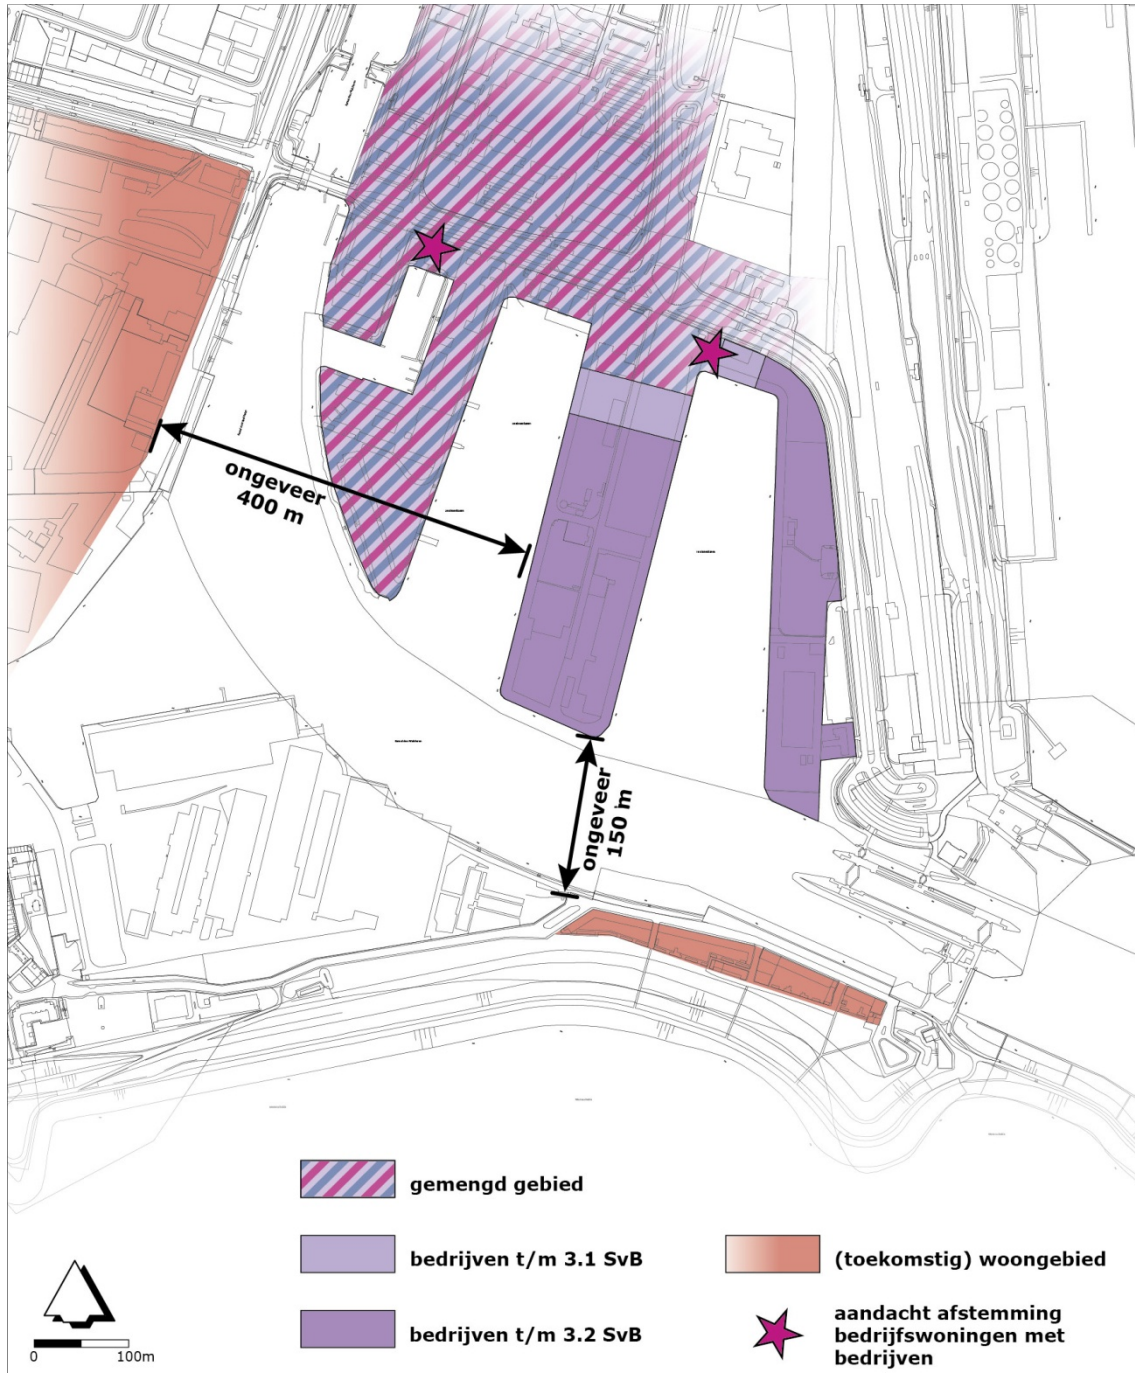 ongeveer
400 m
ongeveer
150 m
gemengd gebied
bedrijven t/m 3.1 SvB
(toekomstig) woongebied
bedrijven t/m 3.2 SvB
aandacht afstemming
bedrijfswoningen met
bedrijven
0 100m